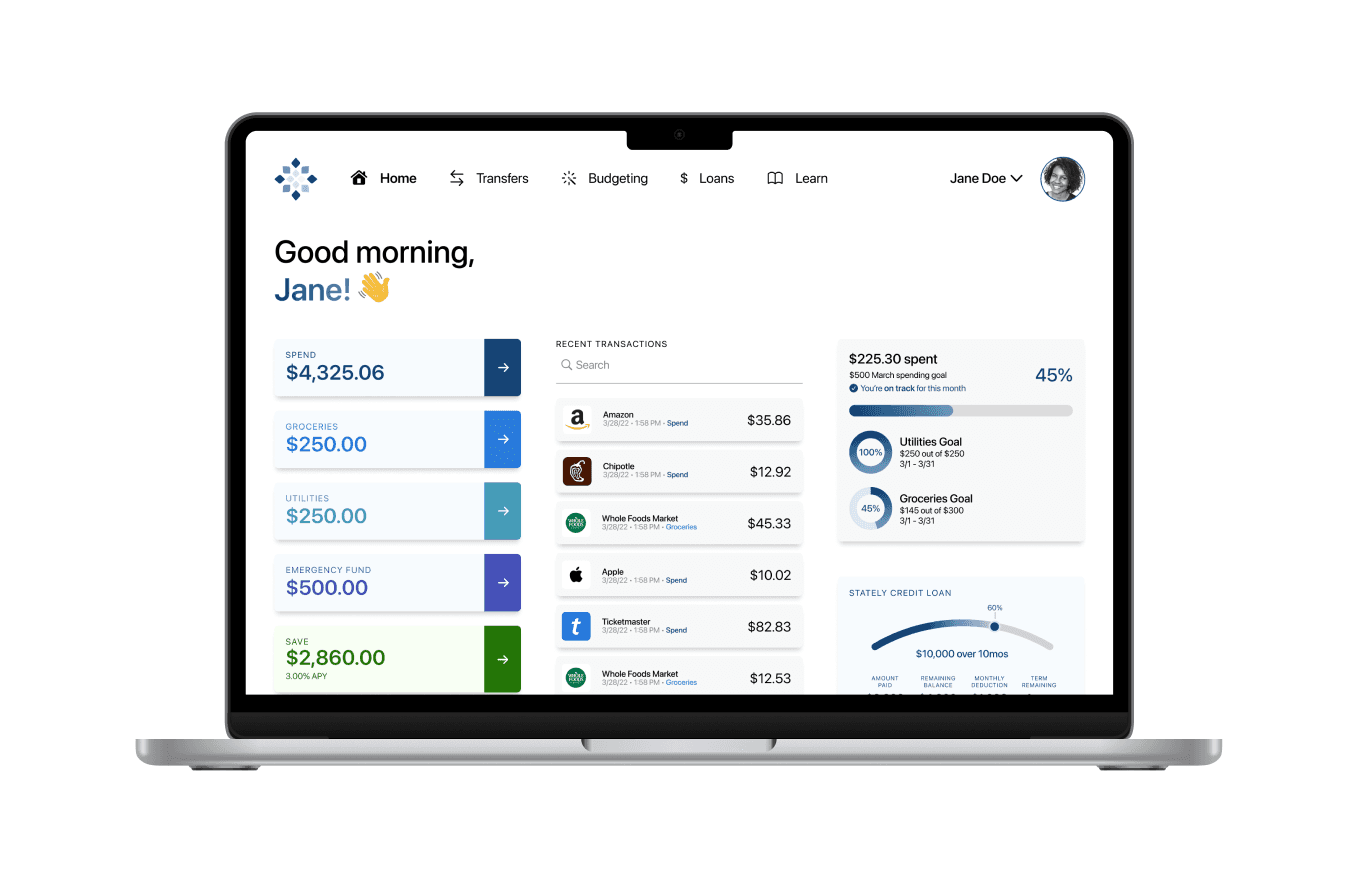 Home
Transfers
Budgeting
$ Loans
Learn
Jane Doe
Good morning,
Jane! 👋
SPEND
$4,325.06
GROCERIES
$250.00
UTILITIES
$250.00
EMERGENCY FUND
$500.00
SAVE
$2,860.00
3.00% APY
RECENT TRANSACTIONS
Search
a
Amazon
3/28/22 • 1:58 PM • Spend
$35.86
Chipotle
3/28/22 • 1:58 PM • Spend
$12.92
WHOLE
FOODS
Whole Foods Market
3/28/22 • 1:58 PM • Groceries
$45.33
Apple
3/28/22 • 1:58 PM • Spend
$10.02
t
Ticketmaster
3/28/22 • 1:58 PM • Spend
$82.83
WHOLE
FOODS
Whole Foods Market
3/28/22 • 1:58 PM • Groceries
$12.53
$225.30 spent
$500 March spending goal
You're on track for this month
45%
100%
Utilities Goal
$250 out of $250
3/1 - 3/31
45%
Groceries Goal
$145 out of $300
3/1 - 3/31
STATELY CREDIT LOAN
60%
$10,000 over 10mos
AMOUNT
PAID
REMAINING
BALANCE
MONTHLY
DEDUCTION
TERM
REMAINING